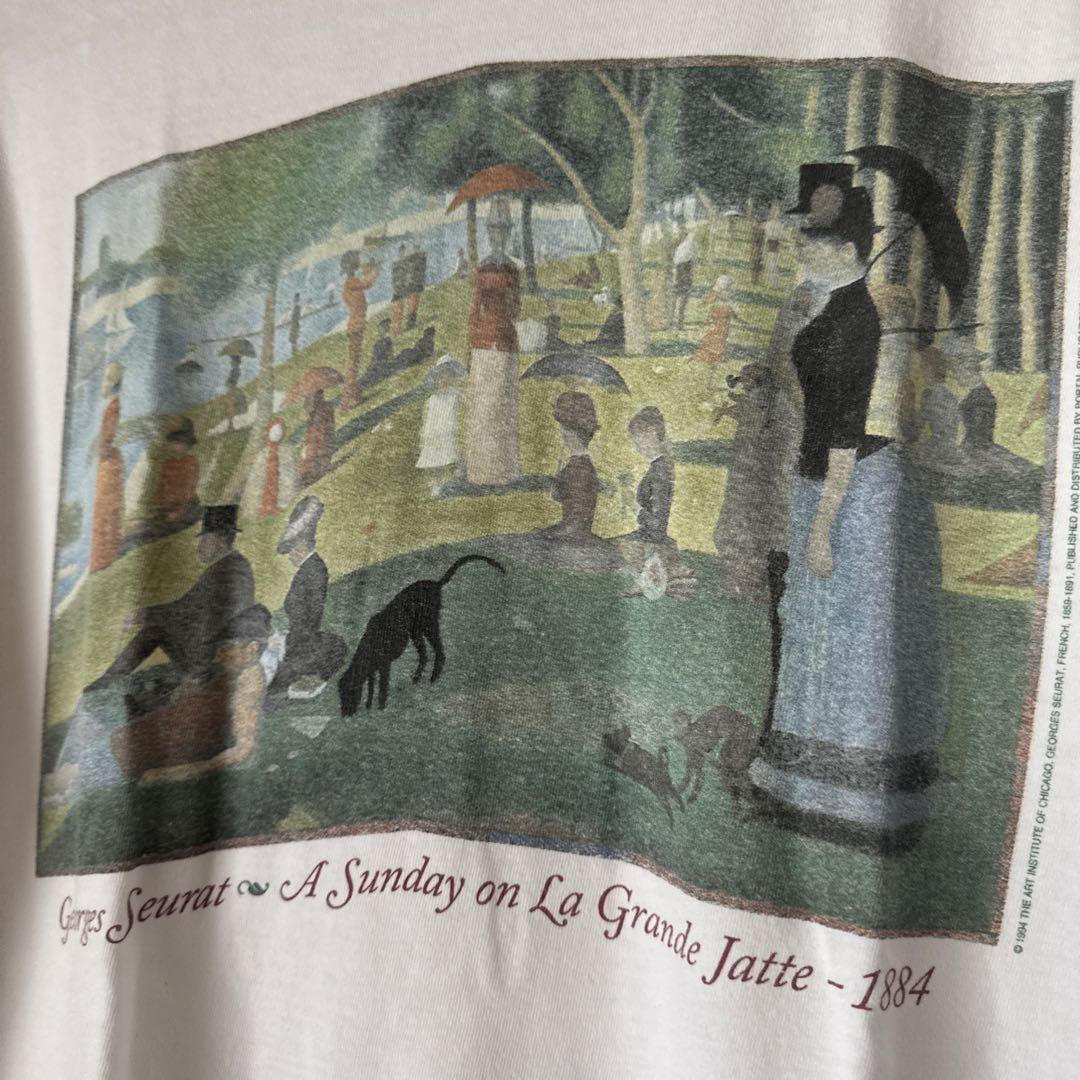 Georges Seurat ~ A Sunday on La Grande Jatte - 1884
© 1994 THE ART INSTITUTE OF CHICAGO, GEORGES SEURAT, FRENCH, 1859-1891, PUBLISHED AND DISTRIBUTED BY